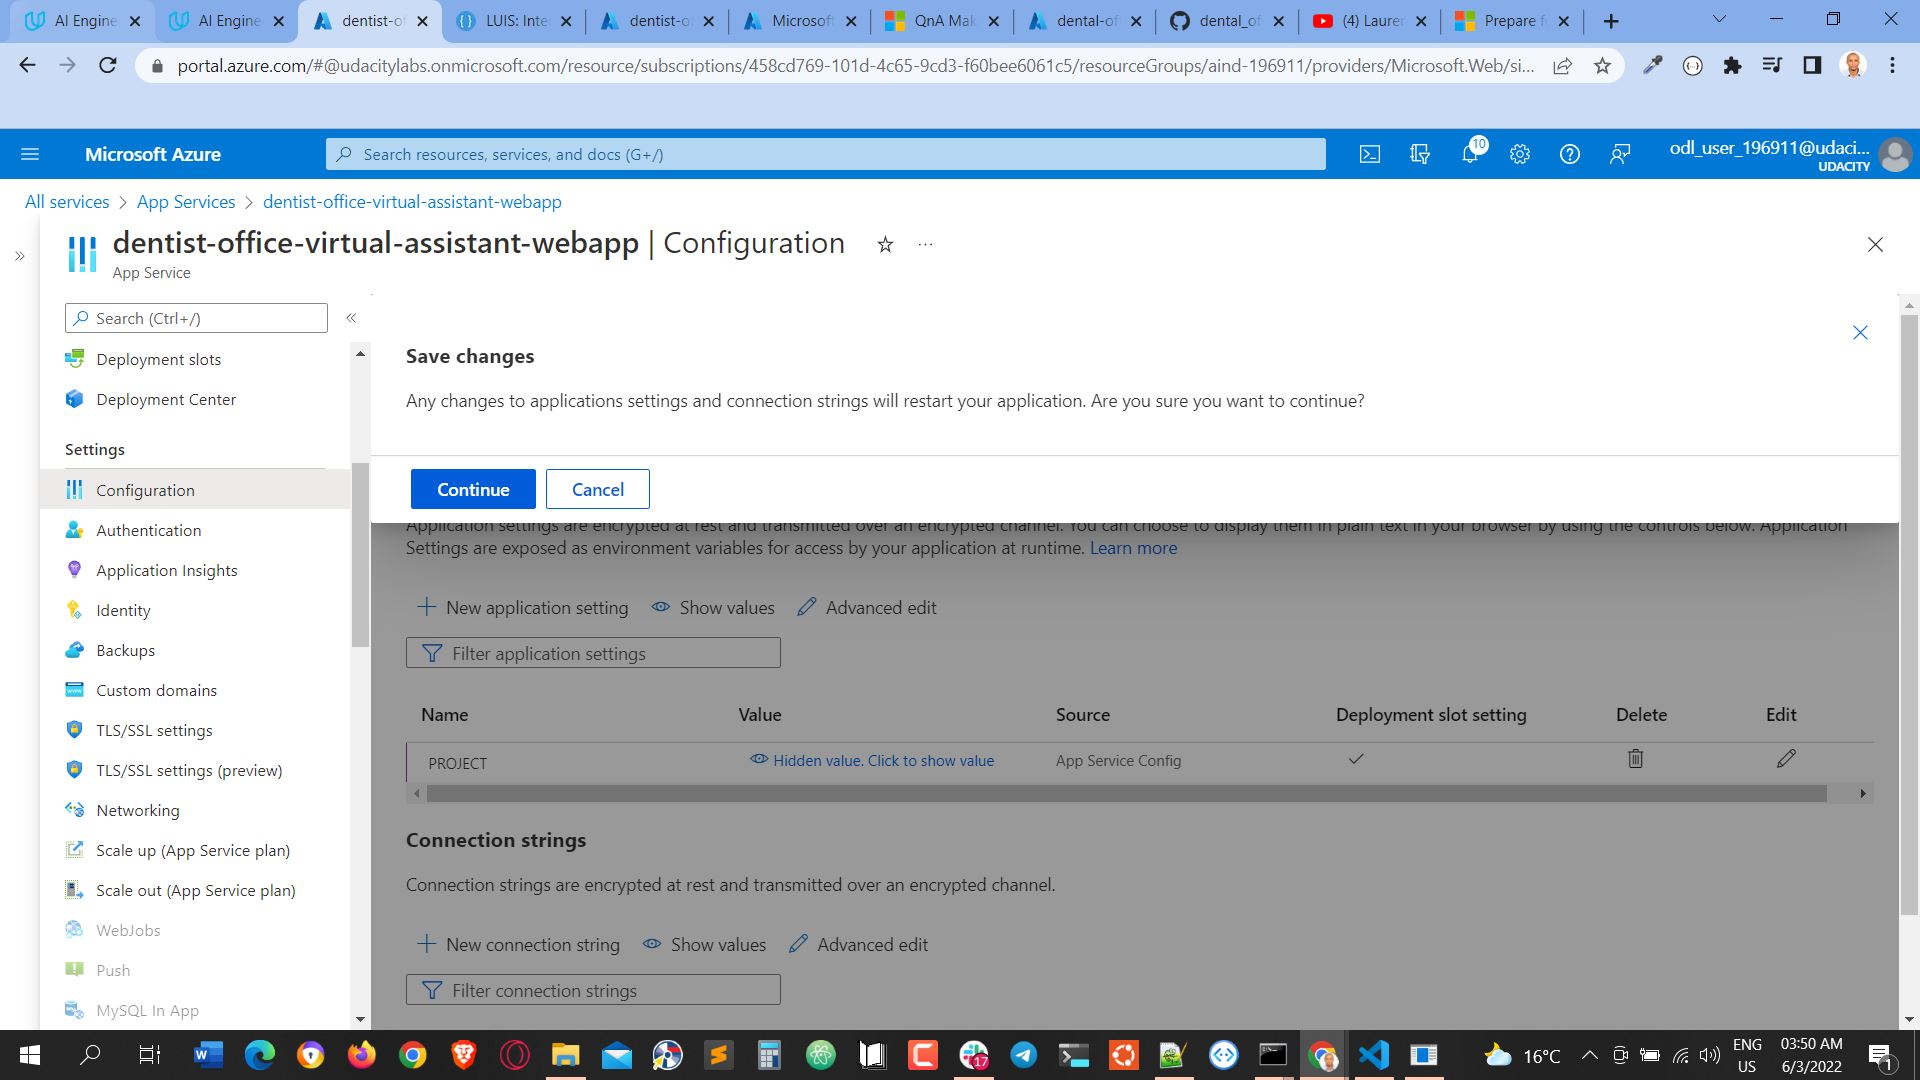 AI Engine
AI Engine
dentist-of
LUIS: Inte
dentist-o
Microsoft
QnA Mak
dental-of
dental_of
(4) Lauren
Prepare f
portal.azure.com/#@udacitylabs.onmicrosoft.com/resource/subscriptions/458cd769-101d-4c65-9cd3-f60bee6061c5/resourceGroups/aind-196911/providers/Microsoft.Web/si...
Microsoft Azure
Search resources, services, and docs (G+/)
10
odl_user_196911@udaci...
UDACITY
All services > App Services > dentist-office-virtual-assistant-webapp
dentist-office-virtual-assistant-webapp | Configuration
App Service
Search (Ctrl+/)
Deployment slots
Deployment Center
Settings
Configuration
Authentication
Application Insights
Identity
Backups
Custom domains
TLS/SSL settings
TLS/SSL settings (preview)
Networking
Scale up (App Service plan)
Scale out (App Service plan)
WebJobs
Push
MySQL In App
Save changes
Any changes to applications settings and connection strings will restart your application. Are you sure you want to continue?
Continue
Cancel
Application settings are encrypted at rest and transmitted over an encrypted channel. You can choose to display them in plain text in your browser by using the controls below. Application
Settings are exposed as environment variables for access by your application at runtime. Learn more
New application setting
Show values
Advanced edit
Filter application settings
Name Value Source Deployment slot setting Delete Edit
PROJECT Hidden value. Click to show value App Service Config
Connection strings
Connection strings are encrypted at rest and transmitted over an encrypted channel.
New connection string
Show values
Advanced edit
Filter connection strings
17
16°C
ENG
US
03:50 AM
6/3/2022
1